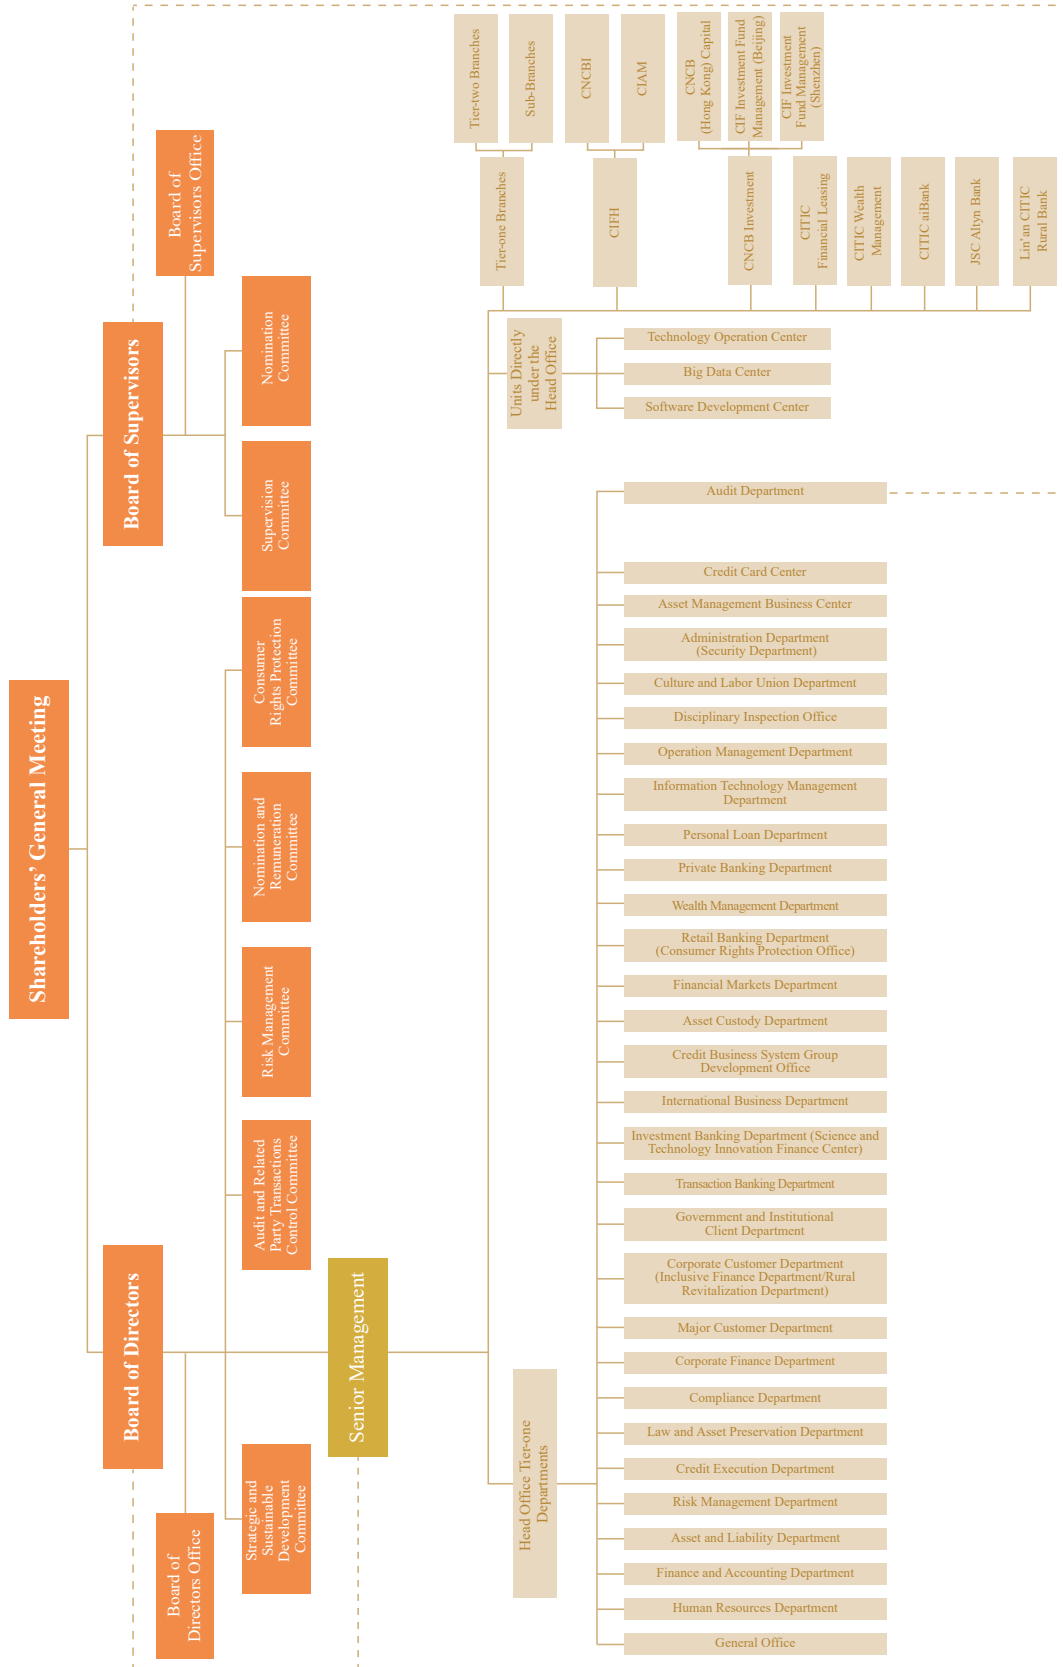 Shareholders’ General Meeting
Board of Directors
Board of Supervisors
Board of
Directors Office
Board of
Supervisors Office
Strategic and
Sustainable
Development
Committee
Audit and Related
Party Transactions
Control Committee
Risk Management
Committee
Nomination and
Remuneration
Committee
Consumer
Rights Protection
Committee
Supervision
Committee
Nomination
Committee
Senior Management
Head Office Tier-one
Departments
Units Directly
under the
Head Office
Tier-one Branches
Tier-two Branches
Sub-Branches
CIFH
CNCBI
CIAM
CNCB Investment
CNCB
(Hong Kong) Capital
CIF Investment Fund
Management (Beijing)
CIF Investment
Fund Management
(Shenzhen)
CITIC
Financial Leasing
CITIC Wealth
Management
CITIC aiBank
JSC Altyn Bank
Lin’an CITIC
Rural Bank
Technology Operation Center
Big Data Center
Software Development Center
Audit Department
Credit Card Center
Asset Management Business Center
Administration Department
(Security Department)
Culture and Labor Union Department
Disciplinary Inspection Office
Operation Management Department
Information Technology Management
Department
Personal Loan Department
Private Banking Department
Wealth Management Department
Retail Banking Department
(Consumer Rights Protection Office)
Financial Markets Department
Asset Custody Department
Credit Business System Group
Development Office
International Business Department
Investment Banking Department (Science and
Technology Innovation Finance Center)
Transaction Banking Department
Government and Institutional
Client Department
Corporate Customer Department
(Inclusive Finance Department/Rural
Revitalization Department)
Major Customer Department
Corporate Finance Department
Compliance Department
Law and Asset Preservation Department
Credit Execution Department
Risk Management Department
Asset and Liability Department
Finance and Accounting Department
Human Resources Department
General Office